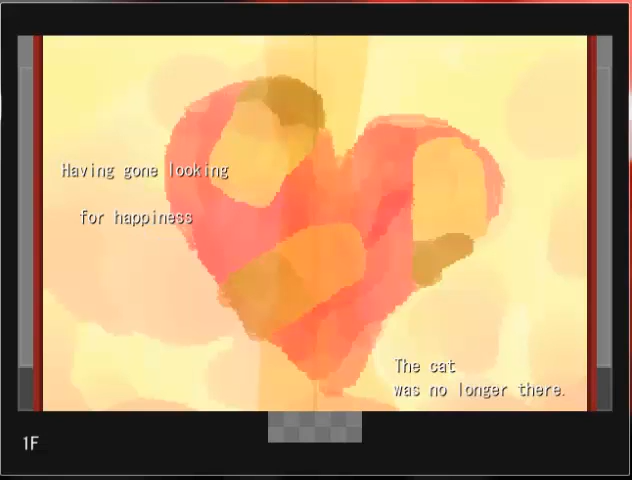 Having gone looking
for happiness
The cat
was no longer there.
1F